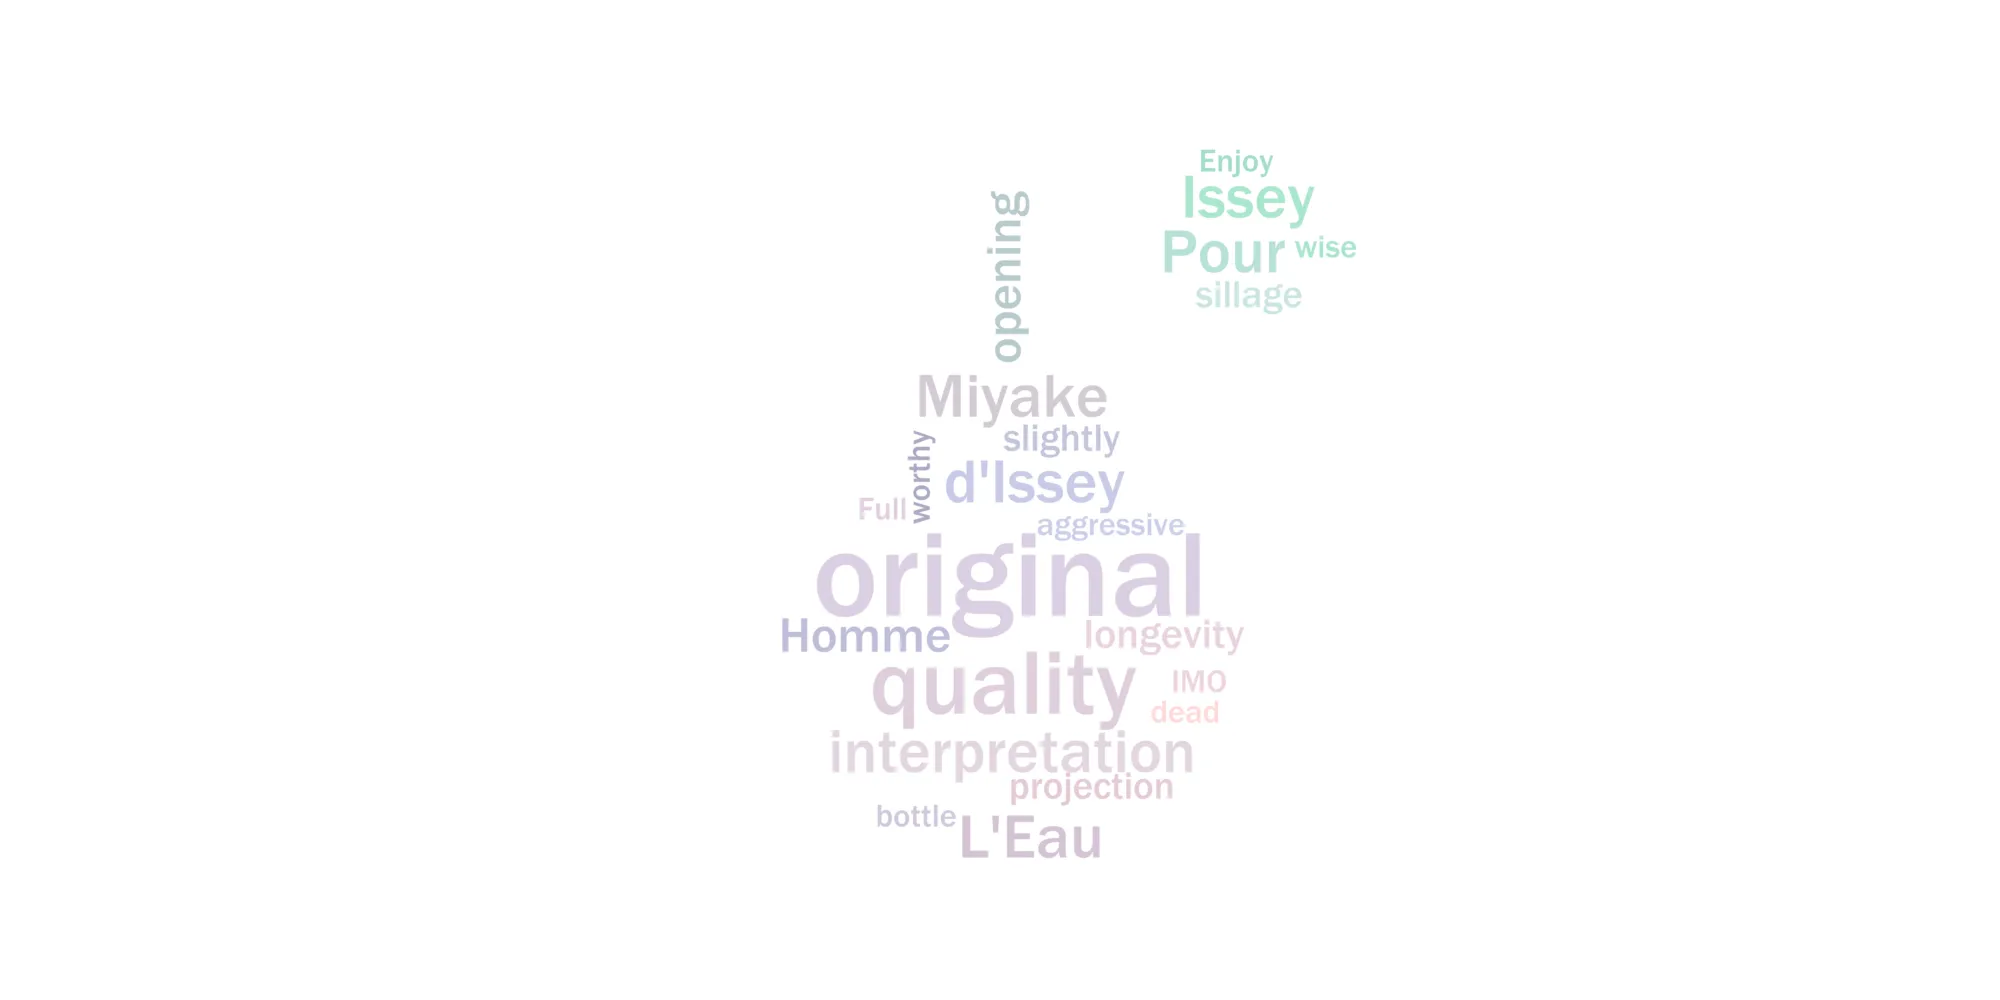 Enjoy
Issey
Pour wise
sillage
opening
Miyake
slightly
worthy
d'Issey
Full
aggressive
original
Homme longevity
quality
IMO
dead
interpretation
projection
bottle
L'Eau